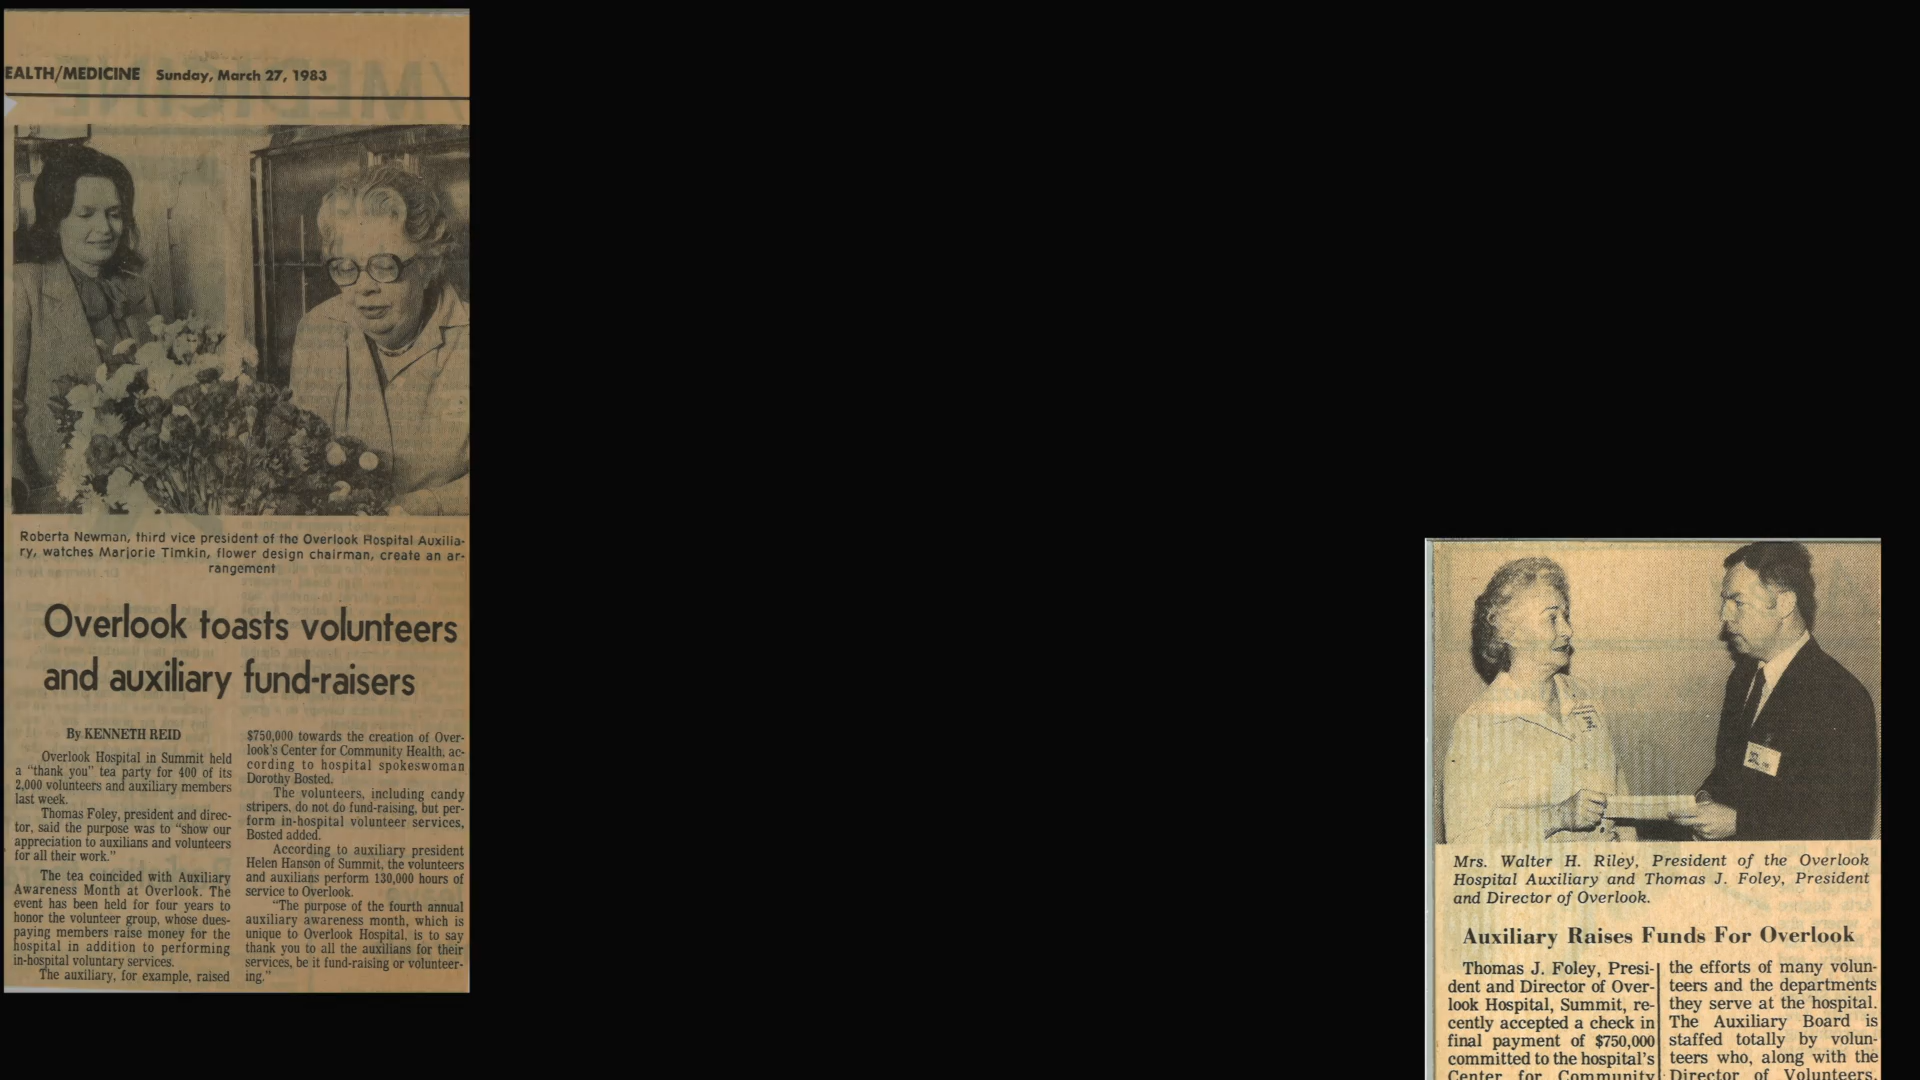 EALTH/MEDICINE Sunday, March 27, 1983
Roberta Newman, third vice president of the Overlook Hospital Auxilia-
ry, watches Marjorie Timkin, flower design chairman, create an ar-
rangement
Overlook toasts volunteers
and auxiliary fund-raisers
By KENNETH REID
Overlook Hospital in Summit held
a "thank you" tea party for 400 of its
2,000 volunteers and auxiliary members
last week.
Thomas Foley, president and direc-
tor, said the purpose was to "show our
appreciation to auxilians and volunteers
for all their work."
The tea coincided with Auxiliary
Awareness Month at Overlook. The
event has been held for four years to
honor the volunteer group, whose dues-
paying members raise money for the
hospital in addition to performing
in-hospital voluntary services.
The auxiliary, for example, raised
$750,000 towards the creation of Over-
look's Center for Community Health, ac-
cording to hospital spokeswoman
Dorothy Bosted.
The volunteers, including candy
stripers, do not do fund-raising, but per-
form in-hospital volunteer services,
Bosted added.
According to auxiliary president
Helen Hanson of Summit, the volunteers
and auxilians perform 130,000 hours of
service to Overlook.
"The purpose of the fourth annual
auxiliary awareness month, which is
unique to Overlook Hospital, is to say
thank you to all the auxilians for their
services, be it fund-raising or volunteer-
ing."
Mrs. Walter H. Riley, President of the Overlook
Hospital Auxiliary and Thomas J. Foley, President
and Director of Overlook.
Auxiliary Raises Funds For Overlook
Thomas J. Foley, Presi-
dent and Director of Over-
look Hospital, Summit, re-
cently accepted a check in
final payment of $750,000
committed to the hospital's
Center for Community
the efforts of many volun-
teers and the departments
they serve at the hospital.
The Auxiliary Board is
staffed totally by volun-
teers who, along with the
Director of Volunteers,